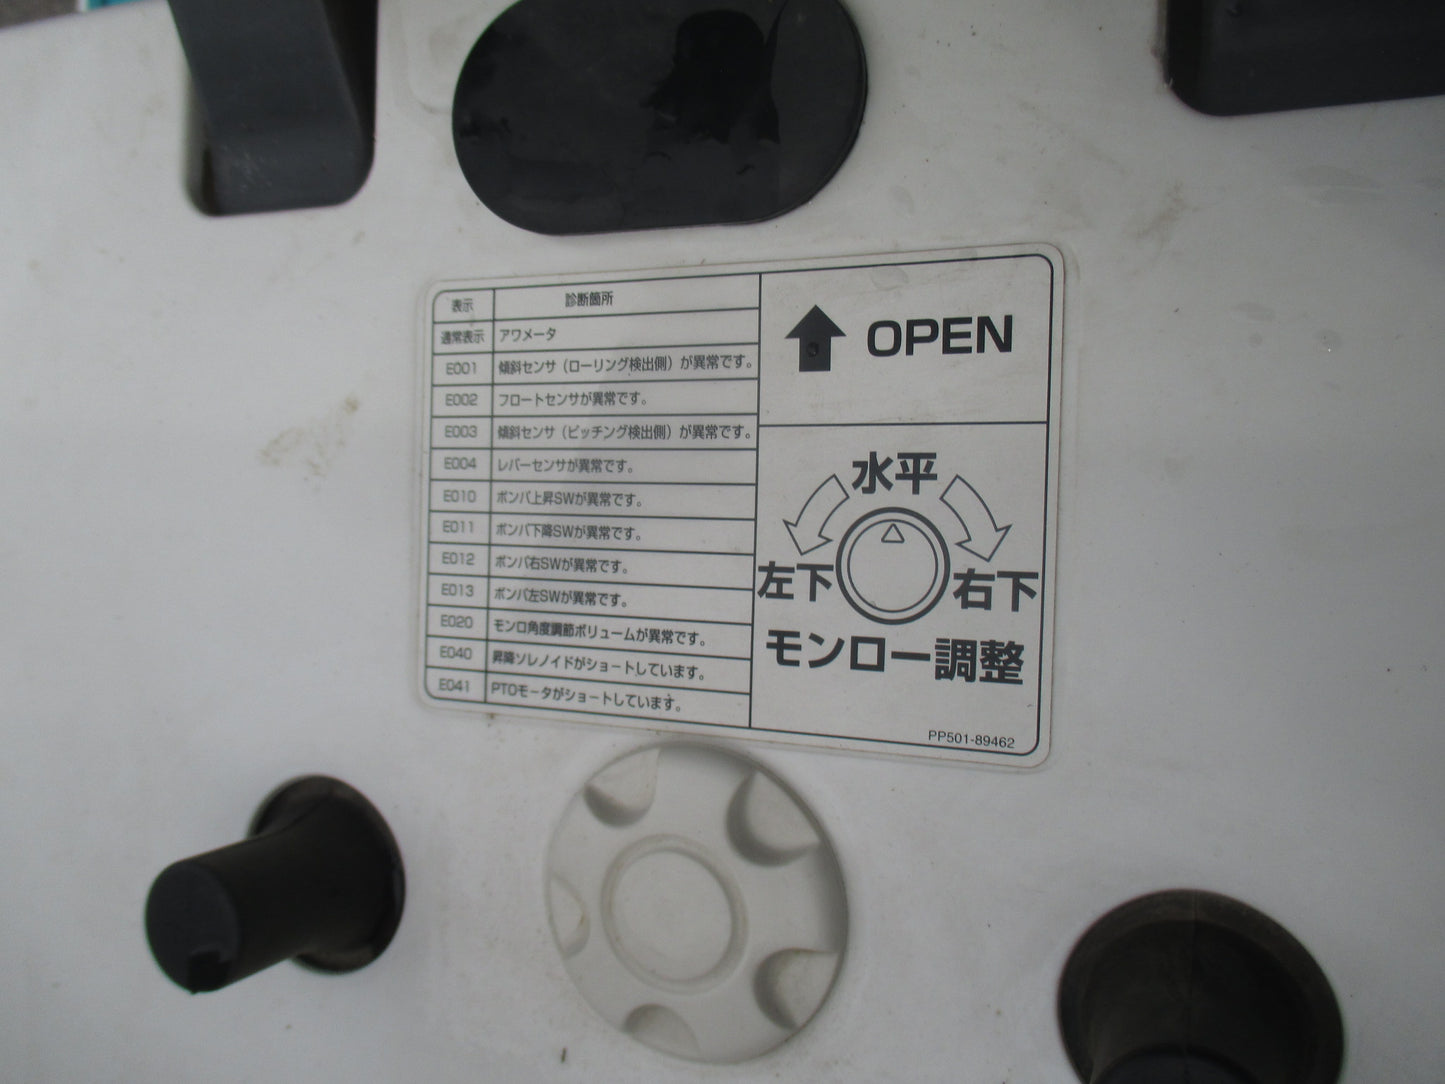 表示 診断箇所
通常表示 アワメータ
E001 傾斜センサ（ローリング検出側）が異常です。
E002 フロートセンサが異常です。
E003 傾斜センサ（ピッチング検出側）が異常です。
E004 レバーセンサが異常です。
E010 ポンパ上昇SWが異常です。
E011 ポンパ下降SWが異常です。
E012 ポンパ右SWが異常です。
E013 ポンパ左SWが異常です。
E020 モンロ角度調節ボリュームが異常です。
E040 昇降ソレノイドがショートしています。
E041 PTOモータがショートしています。
OPEN
水平
左下 右下
モンロー調整
PP501-89462